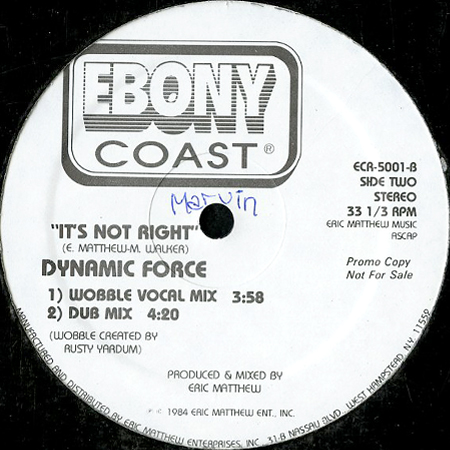 EBONY
COAST®
Marvin
ECR-5001-B
SIDE TWO
STEREO
33 1/3 RPM
ERIC MATTHEW MUSIC
ASCAP
Promo Copy
Not For Sale
"IT'S NOT RIGHT"
(E. MATTHEW-M. WALKER)
DYNAMIC FORCE
1) WOBBLE VOCAL MIX 3:58
2) DUB MIX 4:20
(WOBBLE CREATED BY
RUSTY YARDUM)
PRODUCED & MIXED BY
ERIC MATTHEW
1984 ERIC MATTHEW ENT., INC.
MANUFACTURED AND DISTRIBUTED BY ERIC MATTHEW ENTERPRISES, INC. 31-B NASSAU BLVD., WEST HAMPSTEAD, NY 11552